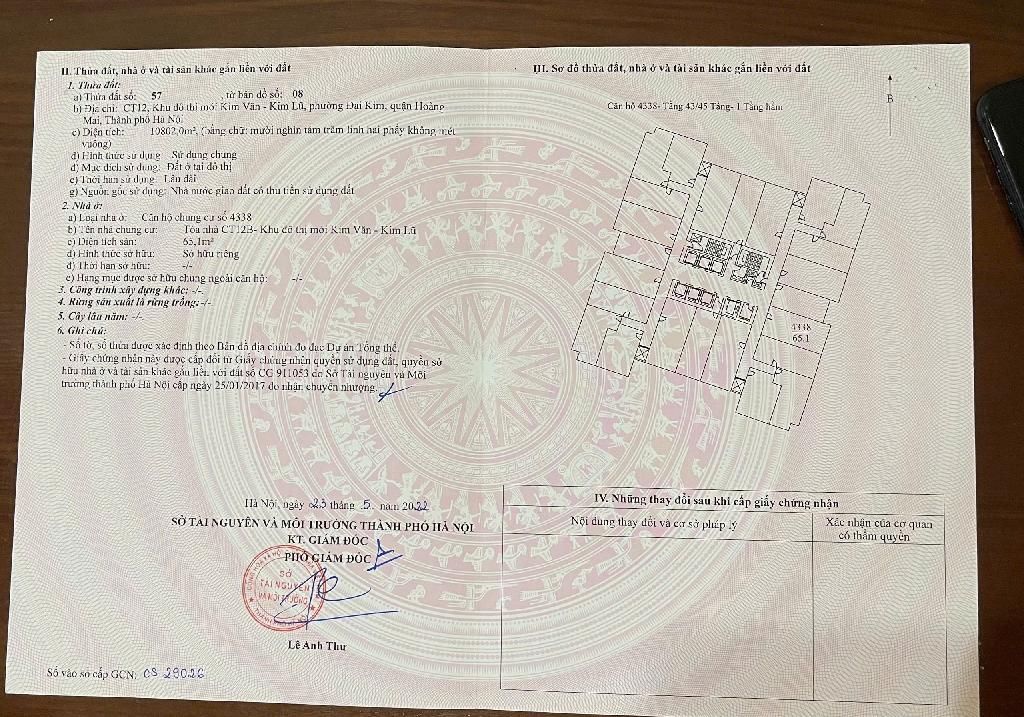 II. Thửa đất, nhà ở và tài sản khác gắn liền với đất
1. Thửa đất:
a) Thửa đất số: 57 , tờ bản đồ số: 08
b) Địa chỉ: CT12, Khu đô thị mới Kim Văn - Kim Lũ, phường Đại Kim, quận Hoàng
Mai, Thành phố Hà Nội
c) Diện tích: 10802,0m², (bằng chữ: mười nghìn tám trăm linh hai phẩy không mét
vuông)
d) Hình thức sử dụng: Sử dụng chung
đ) Mục đích sử dụng: Đất ở tại đô thị
e) Thời hạn sử dụng: Lâu dài
g) Nguồn gốc sử dụng: Nhà nước giao đất có thu tiền sử dụng đất
2. Nhà ở:
a) Loại nhà ở: Căn hộ chung cư số 4338
b) Tên nhà chung cư: Tòa nhà CT12B- Khu đô thị mới Kim Văn - Kim Lũ
c) Diện tích sàn: 65,1m²
d) Hình thức sở hữu: Sở hữu riêng
đ) Thời hạn sở hữu: -/-
e) Hạng mục được sở hữu chung ngoài căn hộ: -/-
3. Công trình xây dựng khác: -/-.
4. Rừng sản xuất là rừng trồng: -/-
5. Cây lâu năm: -/-.
6. Ghi chú:
- Số tờ, số thửa được xác định theo Bản đồ địa chính đo đạc Dự án Tổng thể.
- Giấy chứng nhận này được cấp đổi từ Giấy chứng nhận quyền sử dụng đất, quyền sở
hữu nhà ở và tài sản khác gắn liền với đất số CG 911053 do Sở Tài nguyên và Môi
trường thành phố Hà Nội cấp ngày 25/01/2017 do nhận chuyển nhượng.
Hà Nội, ngày 23 tháng 5 năm 2022
SỞ TÀI NGUYÊN VÀ MÔI TRƯỜNG THÀNH PHỐ HÀ NỘI
KT. GIÁM ĐỐC
PHÓ GIÁM ĐỐC
SỞ
TÀI NGUYÊN
VÀ MÔI TRƯỜNG
Lê Anh Thư
Số vào sổ cấp GCN: CS 29026
III. Sơ đồ thửa đất, nhà ở và tài sản khác gắn liền với đất
Căn hộ 4338- Tầng 43/45 Tầng- 1 Tầng hầm
B
4338
65.1
IV. Những thay đổi sau khi cấp giấy chứng nhận
Nội dung thay đổi và cơ sở pháp lý
Xác nhận của cơ quan
có thẩm quyền